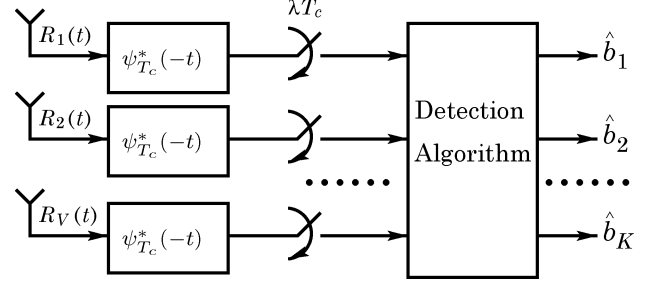 λT_c
R_1(t) ψ*_{T_c}(-t) b̂_1
R_2(t) ψ*_{T_c}(-t) Detection b̂_2
Algorithm
R_V(t) ψ*_{T_c}(-t) b̂_K